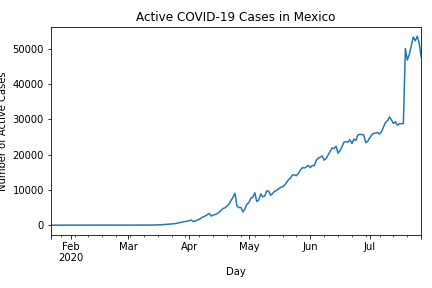 Active COVID-19 Cases in Mexico
Number of Active Cases
50000
40000
30000
20000
10000
0
Feb
2020
Mar
Apr
May
Jun
Jul
Day